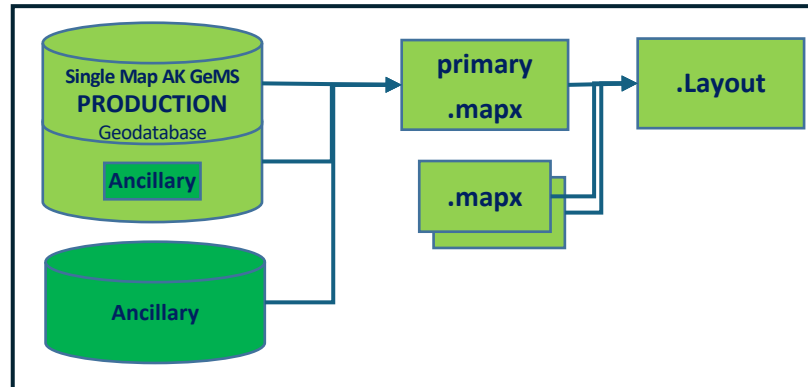 Single Map AK GeMS
PRODUCTION
Geodatabase
Ancillary
Ancillary
primary
.mapx
.mapx
.Layout